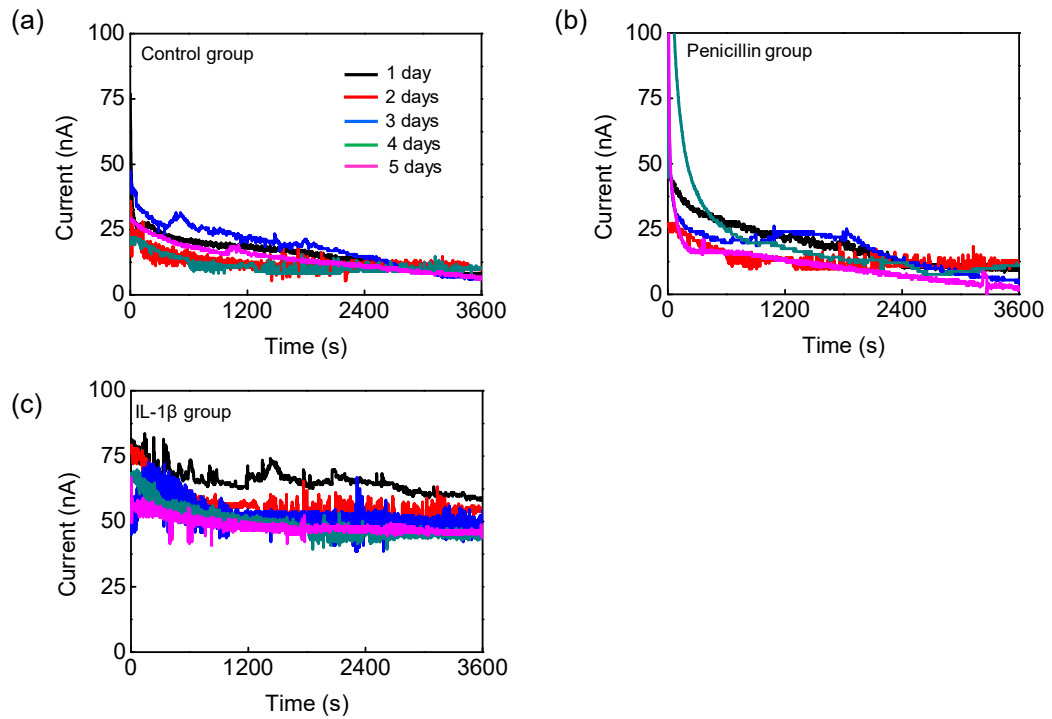 (a)
100
75
50
25
0
Current (nA)
Control group
1 day
2 days
3 days
4 days
5 days
0 1200 2400 3600
Time (s)
(b)
100
75
50
25
0
Current (nA)
Penicillin group
0 1200 2400 3600
Time (s)
(c)
100
75
50
25
0
Current (nA)
IL-1β group
0 1200 2400 3600
Time (s)